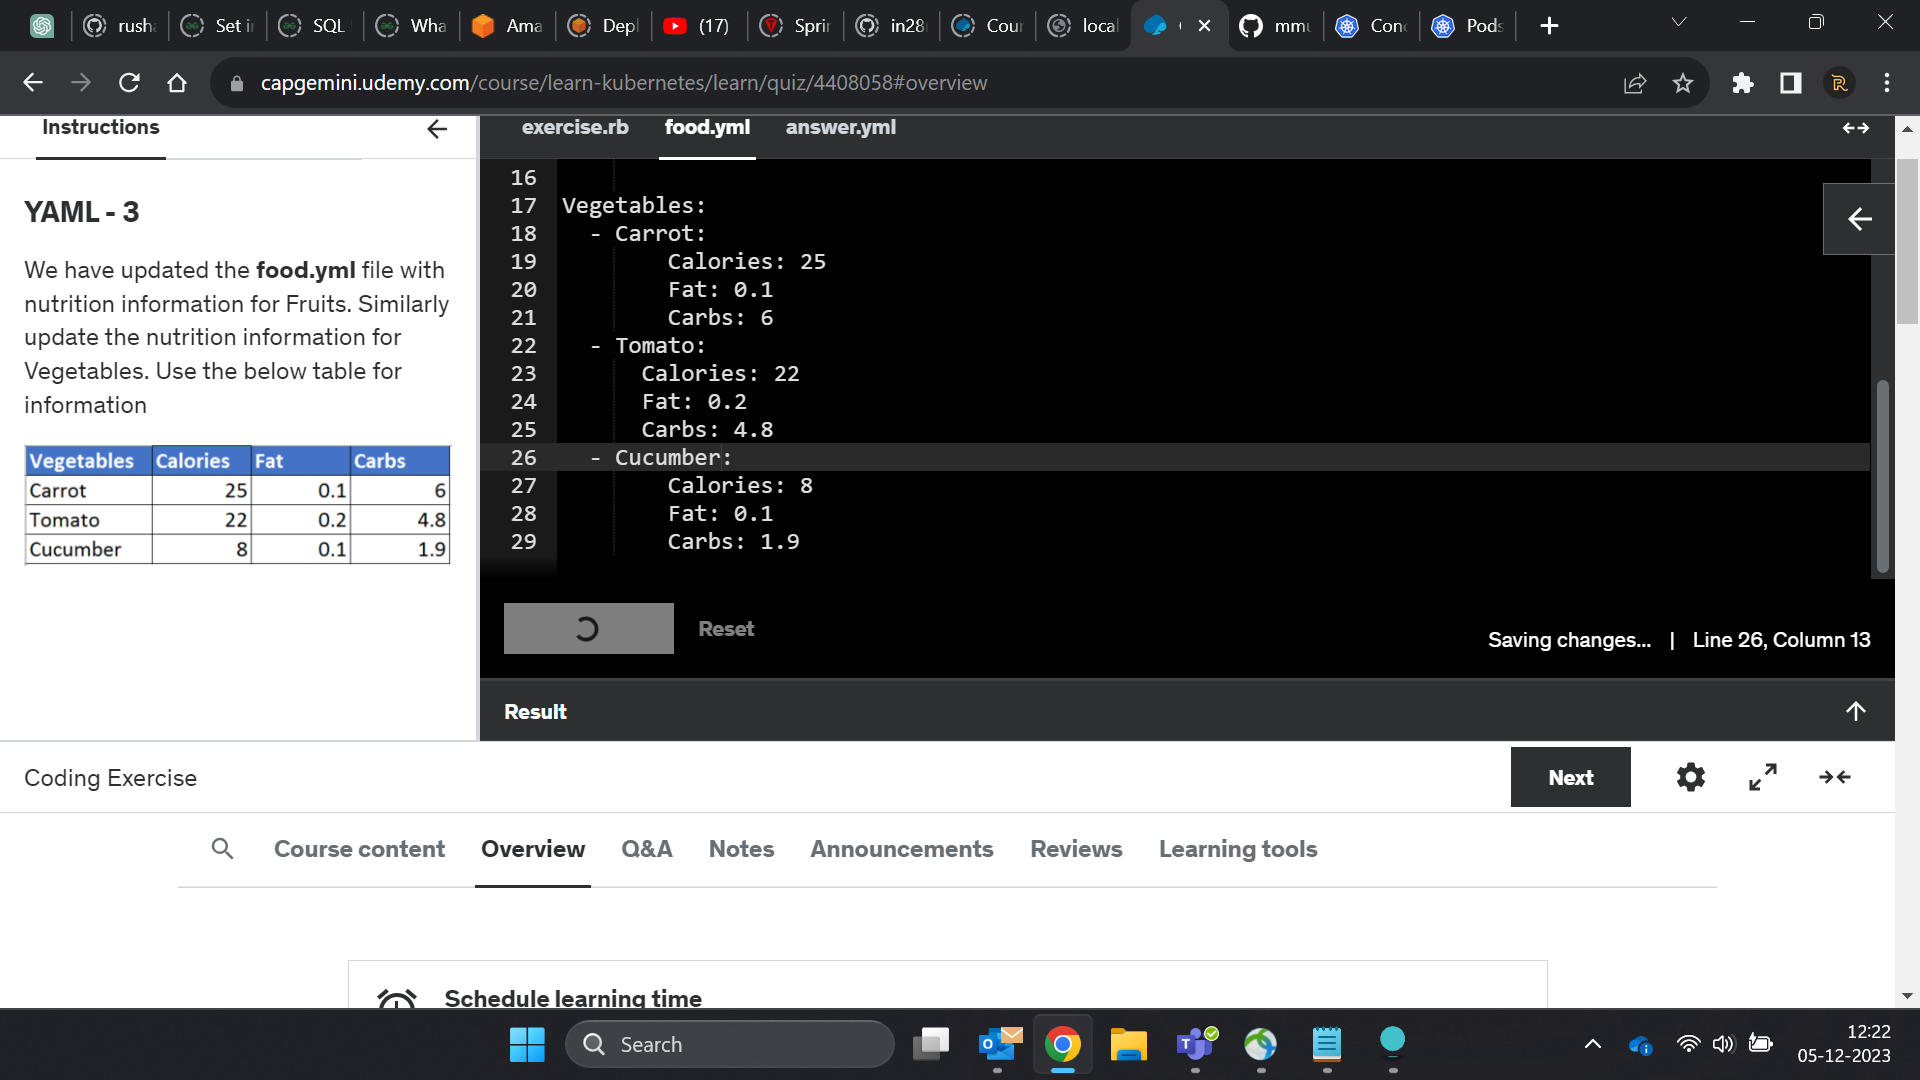 rusha
Set i
SQL
Wha
Ama
Depl
(17)
Sprin
in28
Cour
local
mmu
Conc
Pods
capgemini.udemy.com/course/learn-kubernetes/learn/quiz/4408058#overview
Instructions
exercise.rb food.yml answer.yml
YAML - 3
We have updated the food.yml file with
nutrition information for Fruits. Similarly
update the nutrition information for
Vegetables. Use the below table for
information
Vegetables Calories Fat Carbs
Carrot 25 0.1 6
Tomato 22 0.2 4.8
Cucumber 8 0.1 1.9
16
17 Vegetables:
18 - Carrot:
19 Calories: 25
20 Fat: 0.1
21 Carbs: 6
22 - Tomato:
23 Calories: 22
24 Fat: 0.2
25 Carbs: 4.8
26 - Cucumber:
27 Calories: 8
28 Fat: 0.1
29 Carbs: 1.9
Reset
Saving changes... | Line 26, Column 13
Result
Coding Exercise
Next
Course content Overview Q&A Notes Announcements Reviews Learning tools
Schedule learning time
Search
12:22
05-12-2023